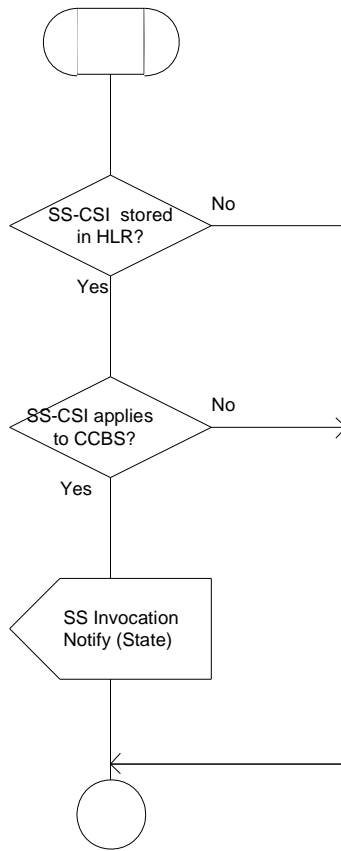 SS-CSI stored
in HLR?
No
Yes
SS-CSI applies
to CCBS?
No
Yes
SS Invocation
Notify (State)